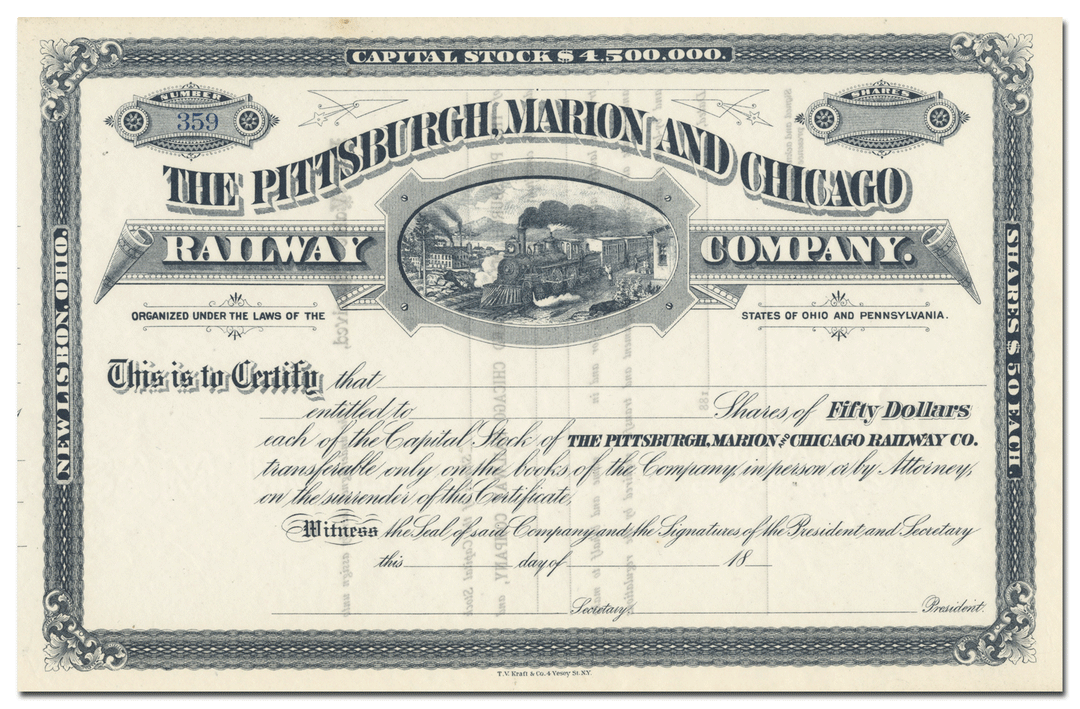 CAPITAL STOCK $ 4.500.000.
NUMBER
359
SHARES
THE PITTSBURGH, MARION AND CHICAGO
RAILWAY COMPANY.
ORGANIZED UNDER THE LAWS OF THE STATES OF OHIO AND PENNSYLVANIA.
NEW LISBON, OHIO.
SHARES $ 50 EACH.
This is to Certify that
entitled to Shares of Fifty Dollars
each of the Capital Stock of THE PITTSBURGH, MARION AND CHICAGO RAILWAY CO.
transferable only on the books of the Company, in person or by Attorney,
on the surrender of this Certificate.
Witness the Seal of said Company and the Signatures of the President and Secretary
this day of 18
Secretary. President.
T. V. Kraft & Co. 4 Vesey St. N.Y.